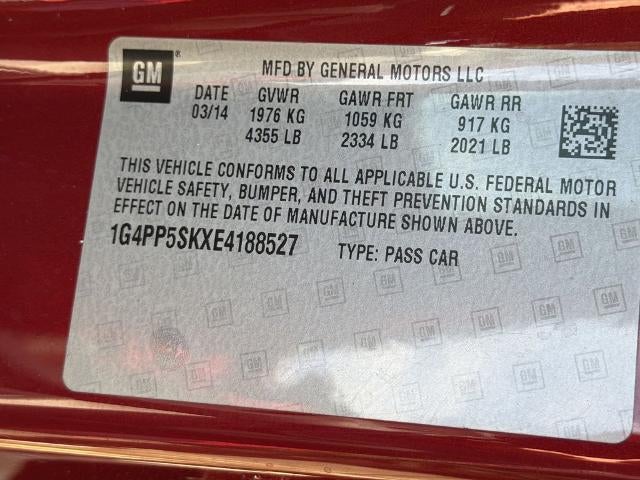 GM ® MFD BY GENERAL MOTORS LLC
DATE GVWR GAWR FRT GAWR RR
03/14 1976 KG 1059 KG 917 KG
4355 LB 2334 LB 2021 LB
THIS VEHICLE CONFORMS TO ALL APPLICABLE U.S. FEDERAL MOTOR
VEHICLE SAFETY, BUMPER, AND THEFT PREVENTION STANDARDS IN
EFFECT ON THE DATE OF MANUFACTURE SHOWN ABOVE.
1G4PP5SKXE4188527 TYPE: PASS CAR